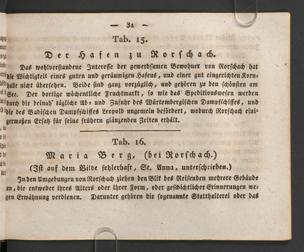 — 31 —
Tab. 15.
Der Hafen zu Rorschach.
Das wohlverstandene Interesse der gewerbsamen Bewohner von Rorschach hat
die Wichtigkeit eines guten und geräumigen Hafens, und einer gut eingerichten Korn-
halle nicht übersehen. Beide sind ganz vorzüglich, und gehören zu den schönsten am
See. Der dortige wöchentliche Fruchtmarkt, so wie das Speditionswesen werden
durch die beinah' tägliche Ab- und Zufuhr des Würtembergischen Dampfschiffes, und
die des Badischen Dampfschiffes Leopold ungemein befördert, wodurch Rorschach eini-
germaßen Ersatz für seine frühern glänzenden Zeiten erhält.
Tab. 16.
Maria Berg, (bei Rorschach.)
(Ist auf dem Bilde fehlerhaft, St. Anna, unterschrieben.)
In den Umgebungen von Rorschach ziehen den Blik des Reisenden mehrere Gebäude
an, die entweder ihres Alters oder ihrer Form, oder geschichtlicher Erinnerungen we-
gen Erwähnung verdienen. Darunter gehören die sogenannte Statthalterei oder das